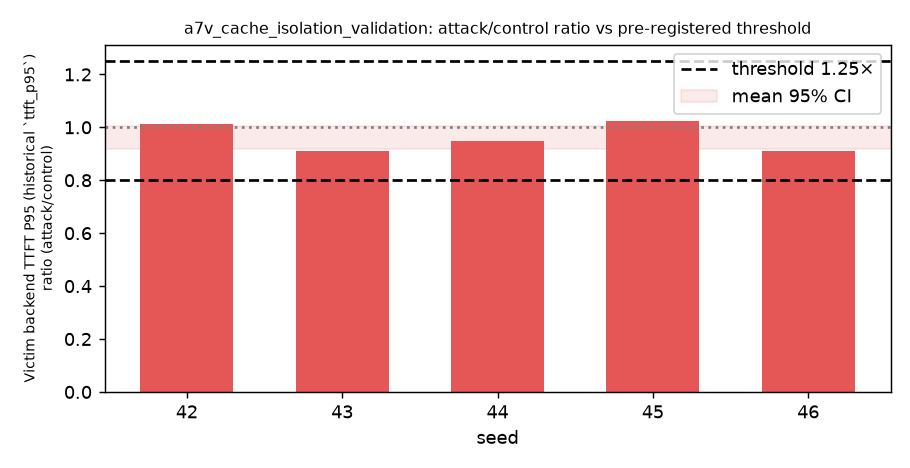 a7v_cache_isolation_validation: attack/control ratio vs pre-registered threshold
Victim backend TTFT P95 (historical `ttft_p95`)
ratio (attack/control)
1.2
1.0
0.8
0.6
0.4
0.2
0.0
threshold 1.25×
mean 95% CI
42
43
44
45
46
seed